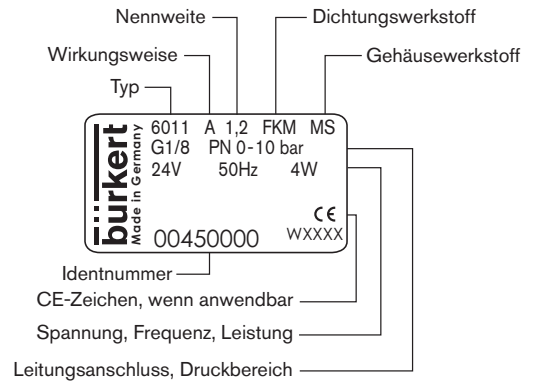 Nennweite
Dichtungswerkstoff
Wirkungsweise
Gehäusewerkstoff
Typ
bürkert
Made in Germany
6011 A 1,2 FKM MS
G1/8 PN 0-10 bar
24V 50Hz 4W
CE
00450000 WXXXX
Identnummer
CE-Zeichen, wenn anwendbar
Spannung, Frequenz, Leistung
Leitungsanschluss, Druckbereich